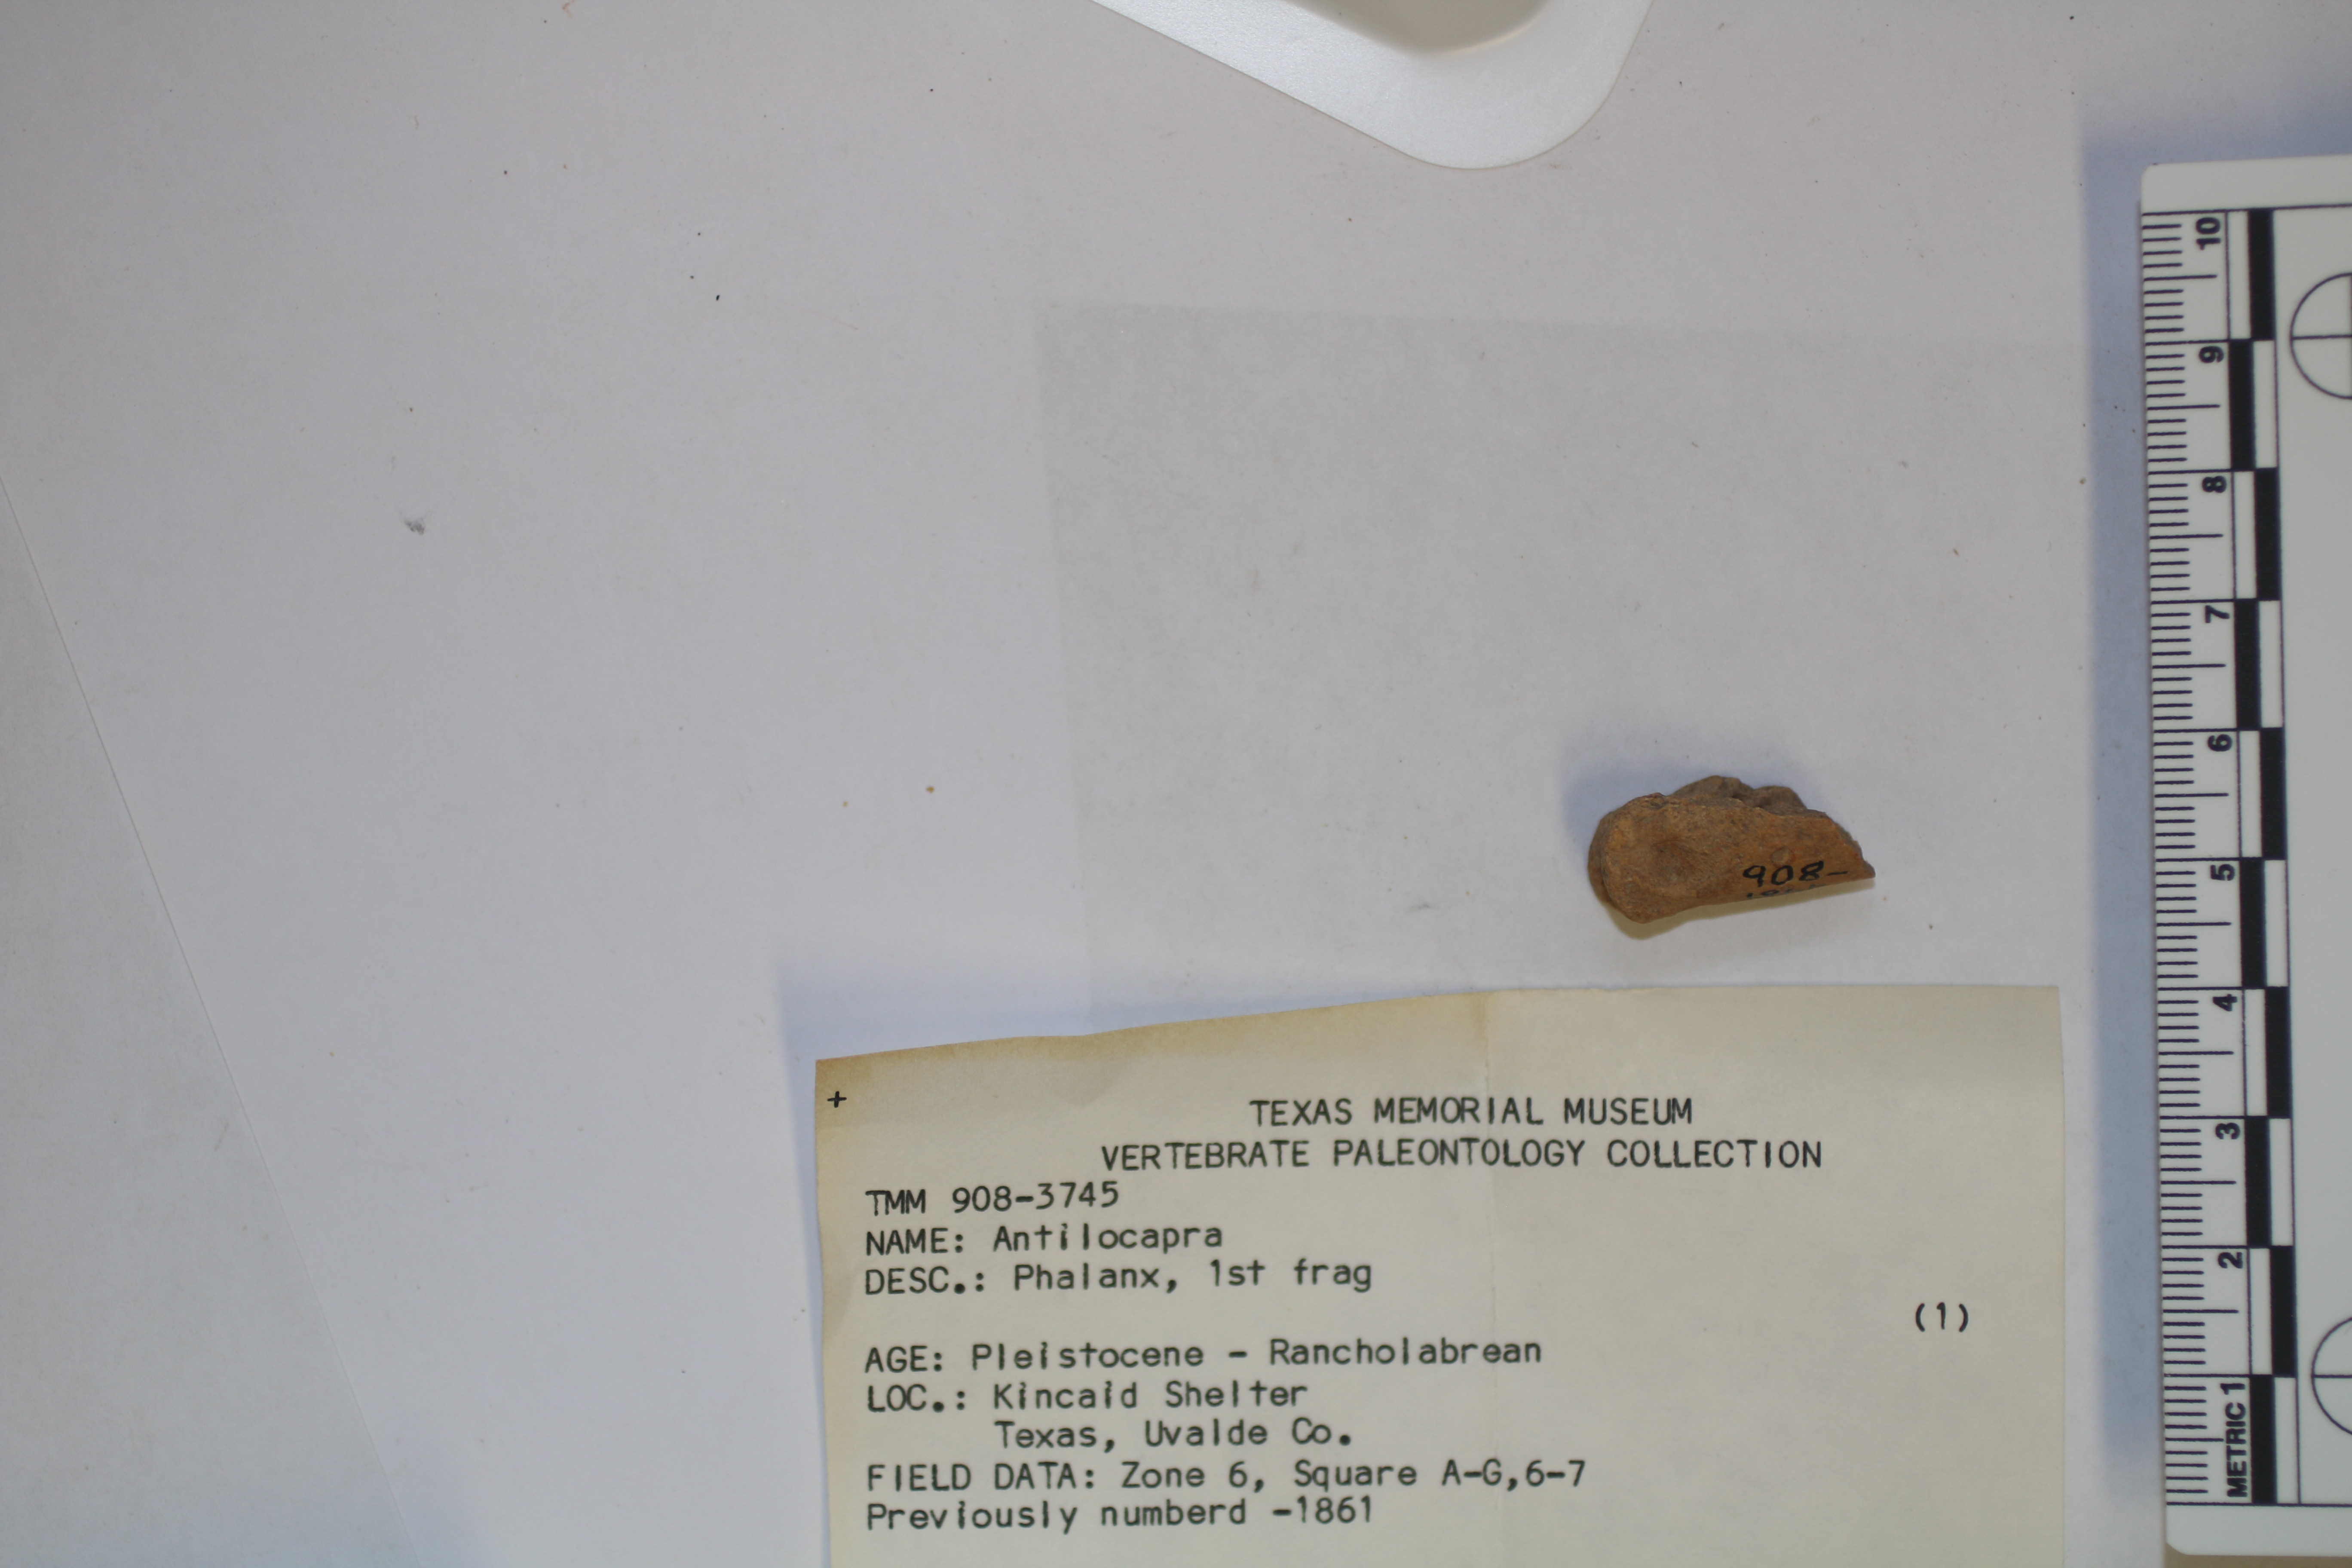 10
9
8
7
6
5
4
3
2
METRIC 1
908-
+
TEXAS MEMORIAL MUSEUM
VERTEBRATE PALEONTOLOGY COLLECTION
TMM 908-3745
NAME: Antilocapra
DESC.: Phalanx, 1st frag
(1)
AGE: Pleistocene - Rancholabrean
LOC.: Kincaid Shelter
Texas, Uvalde Co.
FIELD DATA: Zone 6, Square A-G,6-7
Previously numberd -1861